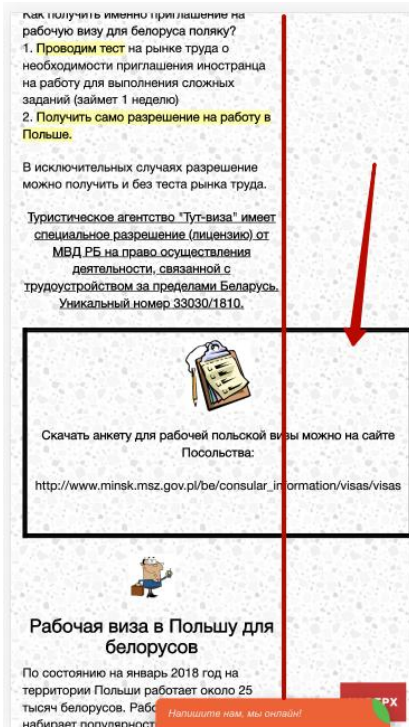 Как получить именно приглашение на
рабочую визу для белоруса поляку?
1. Проводим тест на рынке труда о
необходимости приглашения иностранца
на работу для выполнения сложных
заданий (займет 1 неделю)
2. Получить само разрешение на работу в
Польше.
В исключительных случаях разрешение
можно получить и без теста рынка труда.
Туристическое агентство "Тут-виза" имеет
специальное разрешение (лицензию) от
МВД РБ на право осуществления
деятельности, связанной с
трудоустройством за пределами Беларусь.
Уникальный номер 33030/1810.
Скачать анкету для рабочей польской визы можно на сайте
Посольства:
http://www.minsk.msz.gov.pl/be/consular_information/visas/visas
Рабочая виза в Польшу для
белорусов
По состоянию на январь 2018 год на
территории Польши работает около 25
тысяч белорусов.
набирает
Напишите нам, мы онлайн!